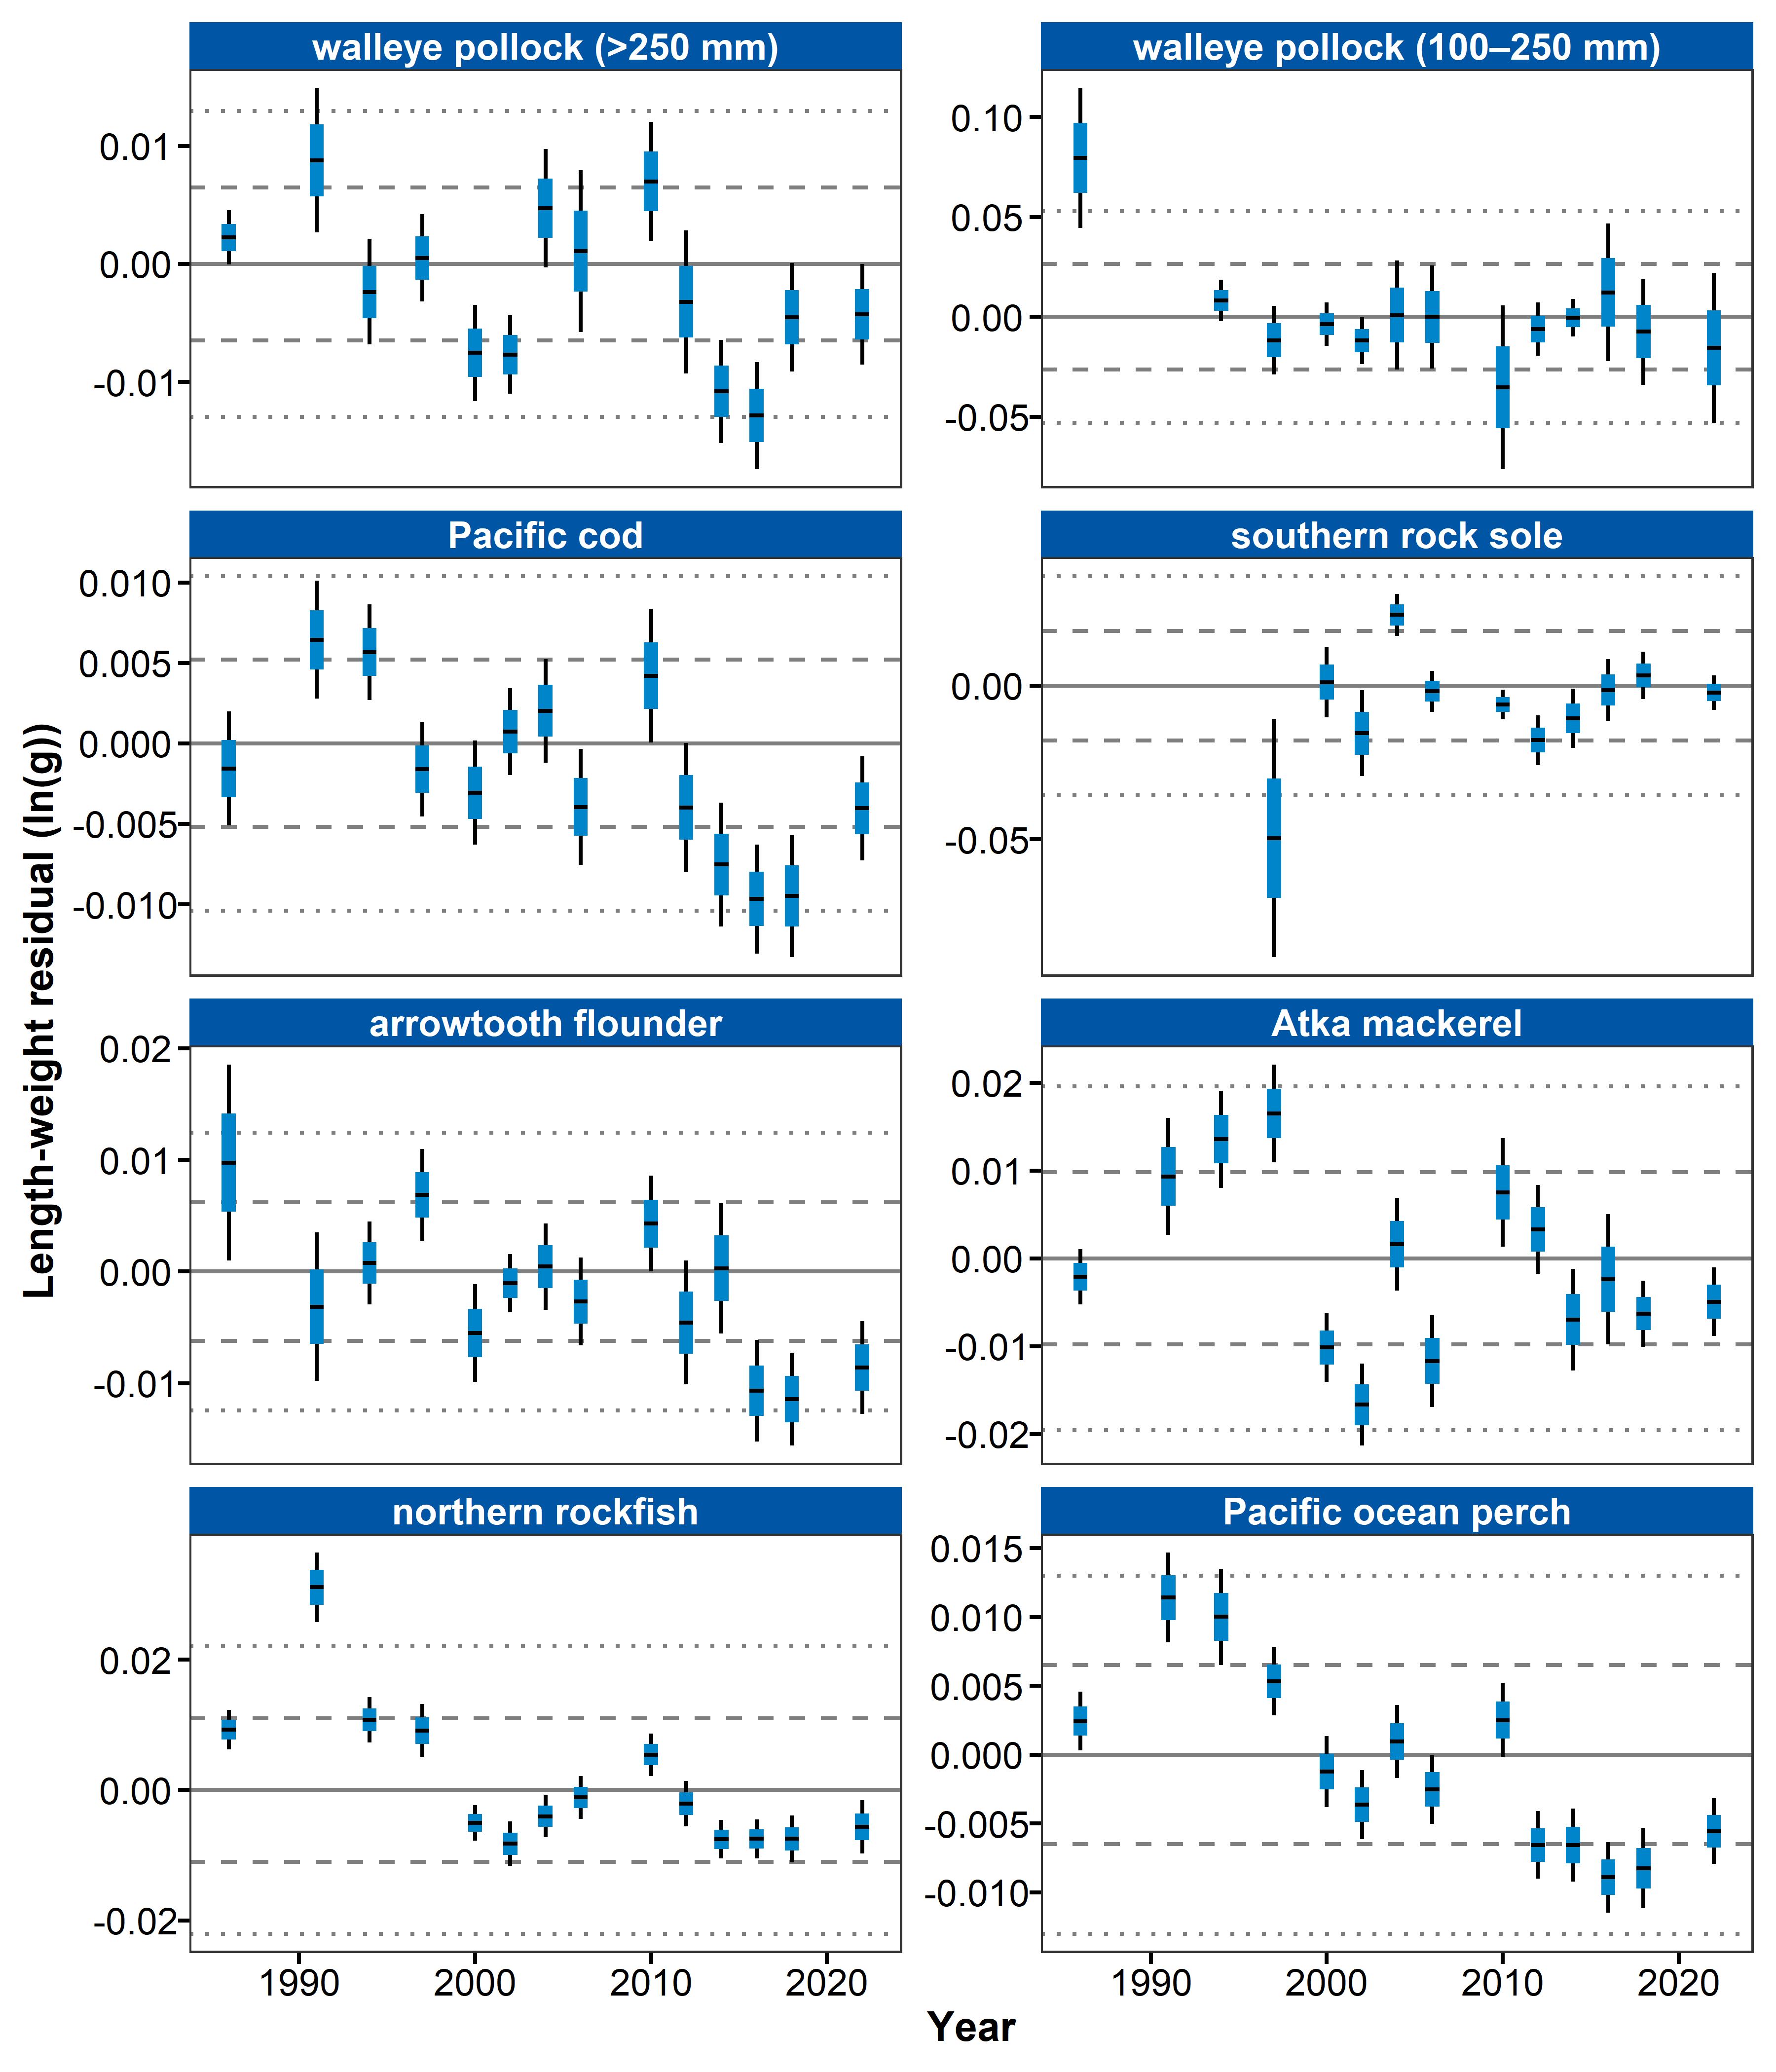 walleye pollock (>250 mm)
walleye pollock (100–250 mm)
0.01
0.00
-0.01
0.10
0.05
0.00
-0.05
Pacific cod
southern rock sole
0.010
0.005
0.000
-0.005
-0.010
0.00
-0.05
Length-weight residual (ln(g))
arrowtooth flounder
Atka mackerel
0.02
0.01
0.00
-0.01
0.02
0.01
0.00
-0.01
-0.02
northern rockfish
Pacific ocean perch
0.02
0.00
-0.02
0.015
0.010
0.005
0.000
-0.005
-0.010
1990 2000 2010 2020
1990 2000 2010 2020
Year